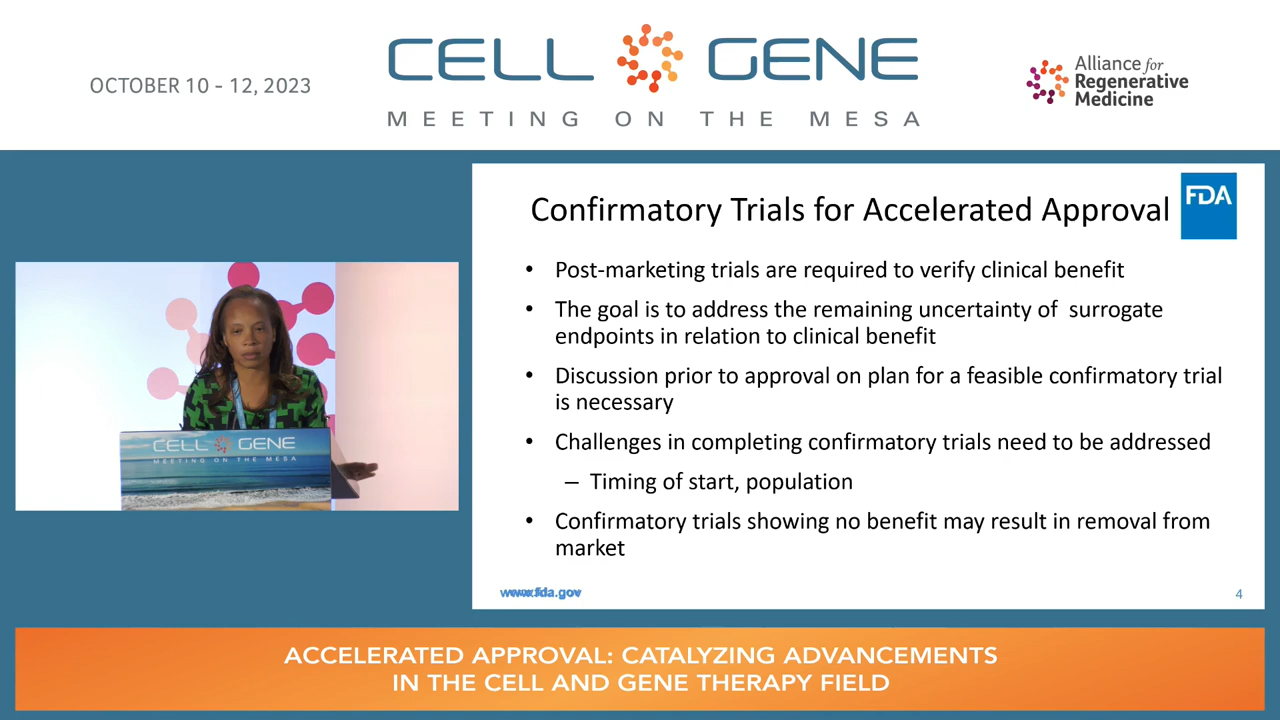 OCTOBER 10 - 12, 2023
CELL GENE
MEETING ON THE MESA
Alliance for
Regenerative
Medicine
FDA
Confirmatory Trials for Accelerated Approval
• Post-marketing trials are required to verify clinical benefit
• The goal is to address the remaining uncertainty of surrogate
endpoints in relation to clinical benefit
• Discussion prior to approval on plan for a feasible confirmatory trial
is necessary
• Challenges in completing confirmatory trials need to be addressed
– Timing of start, population
• Confirmatory trials showing no benefit may result in removal from
market
www.fda.gov
4
CELL GENE
MEETING ON THE MESA
ACCELERATED APPROVAL: CATALYZING ADVANCEMENTS
IN THE CELL AND GENE THERAPY FIELD